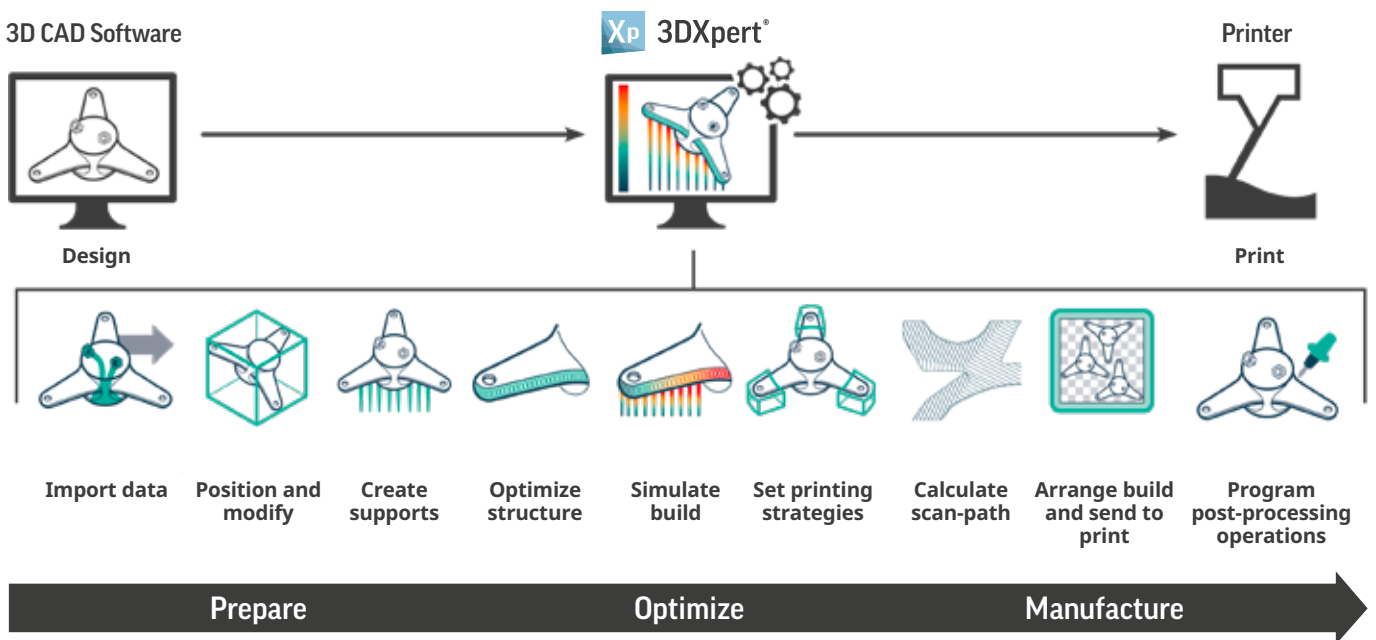 3D CAD Software
Xp 3DXpert®
Printer
Design
Print
Import data
Position and
modify
Create
supports
Optimize
structure
Simulate
build
Set printing
strategies
Calculate
scan-path
Arrange build
and send to
print
Program
post-processing
operations
Prepare
Optimize
Manufacture